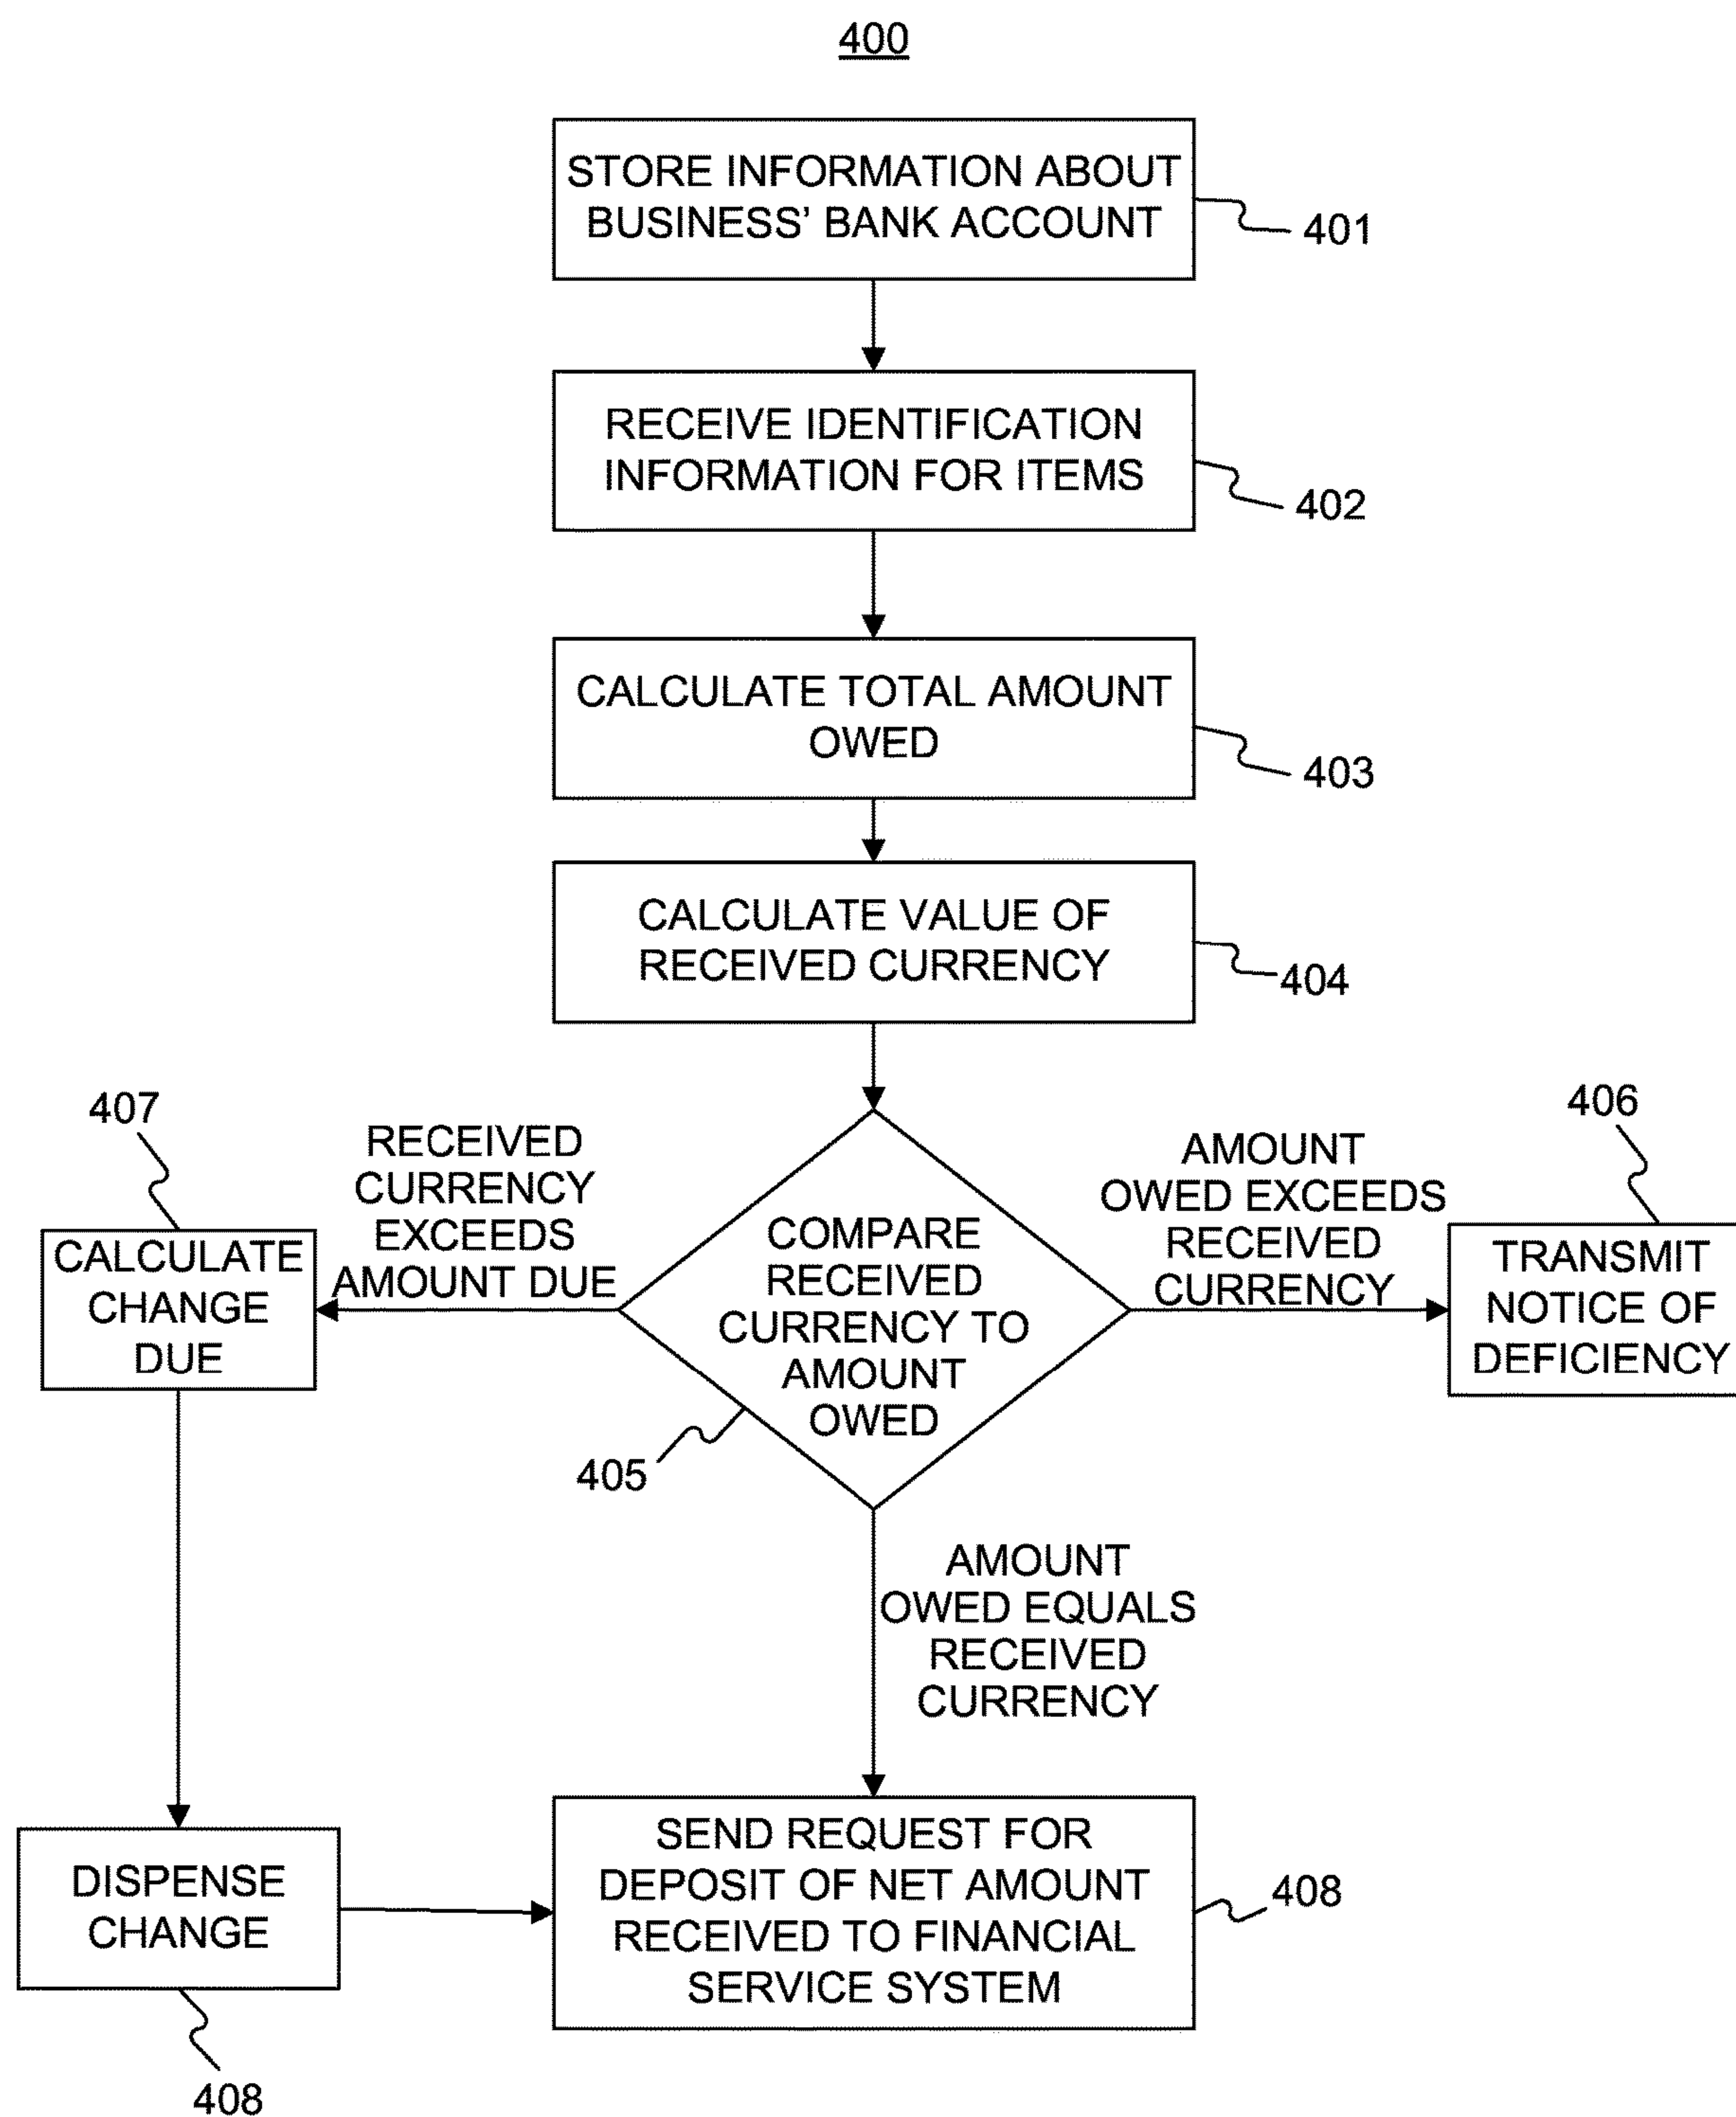 400
STORE INFORMATION ABOUT
BUSINESS’ BANK ACCOUNT
401
RECEIVE IDENTIFICATION
INFORMATION FOR ITEMS
402
CALCULATE TOTAL AMOUNT
OWED
403
CALCULATE VALUE OF
RECEIVED CURRENCY
404
407
RECEIVED
CURRENCY
EXCEEDS
AMOUNT DUE
CALCULATE
CHANGE
DUE
COMPARE
RECEIVED
CURRENCY TO
AMOUNT
OWED
405
AMOUNT
OWED EXCEEDS
RECEIVED
CURRENCY
406
TRANSMIT
NOTICE OF
DEFICIENCY
AMOUNT
OWED EQUALS
RECEIVED
CURRENCY
DISPENSE
CHANGE
408
SEND REQUEST FOR
DEPOSIT OF NET AMOUNT
RECEIVED TO FINANCIAL
SERVICE SYSTEM
408